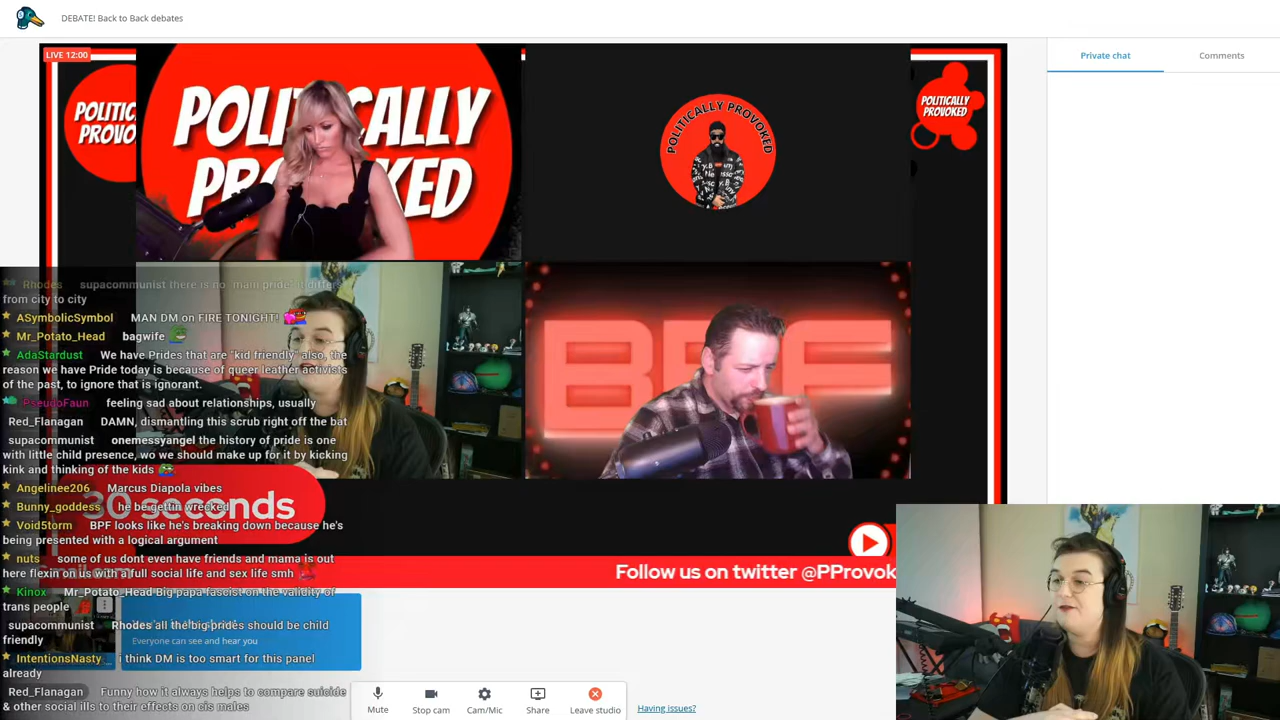 DEBATE! Back to Back debates
Private chat
Comments
LIVE 12:00
POLITIC
PROVO
POLITICALLY
PROVOKED
POLITICALLY PROVOKED
POLITICALLY
PROVOKED
BPF
Rhodes supacommunist there is no "main pride" it differs
from city to city
ASymbolicSymbol MAN DM on FIRE TONIGHT!
Mr_Potato_Head bagwife
AdaStardust We have Prides that are "kid friendly" also, the
reason we have Pride today is because of queer leather activists
of the past, to ignore that is ignorant.
PseudoFaun feeling sad about relationships, usually
Red_Flanagan DAMN, dismantling this scrub right off the bat
supacommunist onemessyangel the history of pride is one
with little child presence, wo we should make up for it by kicking
kink and thinking of the kids
Angelinee206 Marcus Diapola vibes
30 seconds
Bunny_goddess he be gettin wrecked
Void5torm BPF looks like he's breaking down because he's
being presented with a logical argument
nuts some of us dont even have friends and mama is out
here flexin on us with a full social life and sex life smh
Follow us on twitter @PProvok
Kinox Mr_Potato_Head Big papa fascist on the validity of
trans people
supacommunist Rhodes all the big prides should be child
friendly
Everyone can see and hear you
IntentionsNasty_ i think DM is too smart for this panel
already
Red_Flanagan Funny how it always helps to compare suicide
& other social ills to their effects on cis males
Mute
Stop cam
Cam/Mic
Share
Leave studio
Having issues?